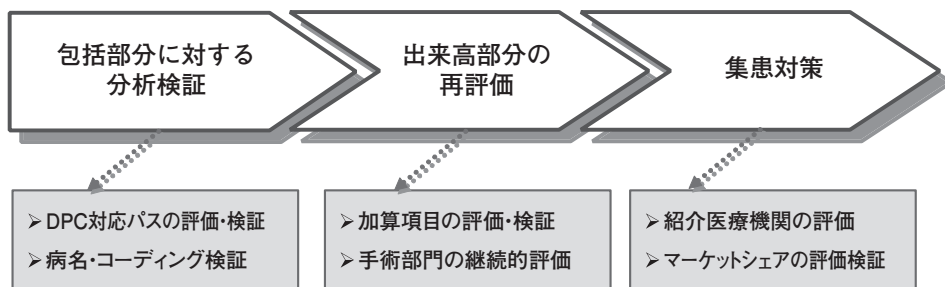 包括部分に対する
分析検証
出来高部分の
再評価
集患対策
➢DPC対応パスの評価・検証
➢病名・コーディング検証
➢加算項目の評価・検証
➢手術部門の継続的評価
➢紹介医療機関の評価
➢マーケットシェアの評価検証